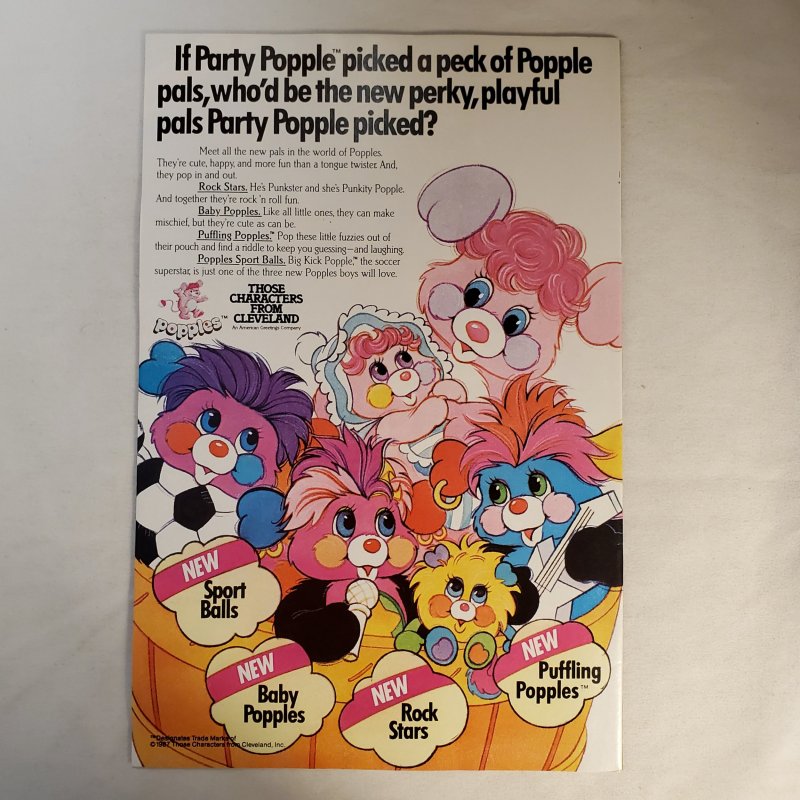 If Party Popple™ picked a peck of Popple
pals, who'd be the new perky, playful
pals Party Popple picked?
Meet all the new pals in the world of Popples.
They're cute, happy, and more fun than a tongue twister. And,
they pop in and out.
Rock Stars. He's Punkster and she's Punkity Popple.
And together they're rock 'n roll fun.
Baby Popples. Like all little ones, they can make
mischief, but they're cute as can be.
Puffling Popples.™ Pop these little fuzzies out of
their pouch and find a riddle to keep you guessing—and laughing.
Popples Sport Balls. Big Kick Popple,™ the soccer
superstar, is just one of the three new Popples boys will love.
Popples™
THOSE
CHARACTERS
FROM
CLEVELAND
An American Greetings Company
NEW
Sport
Balls
NEW
Baby
Popples
NEW
Rock
Stars
NEW
Puffling
Popples™
™Designates Trade Marks of
©1987 Those Characters from Cleveland, Inc.